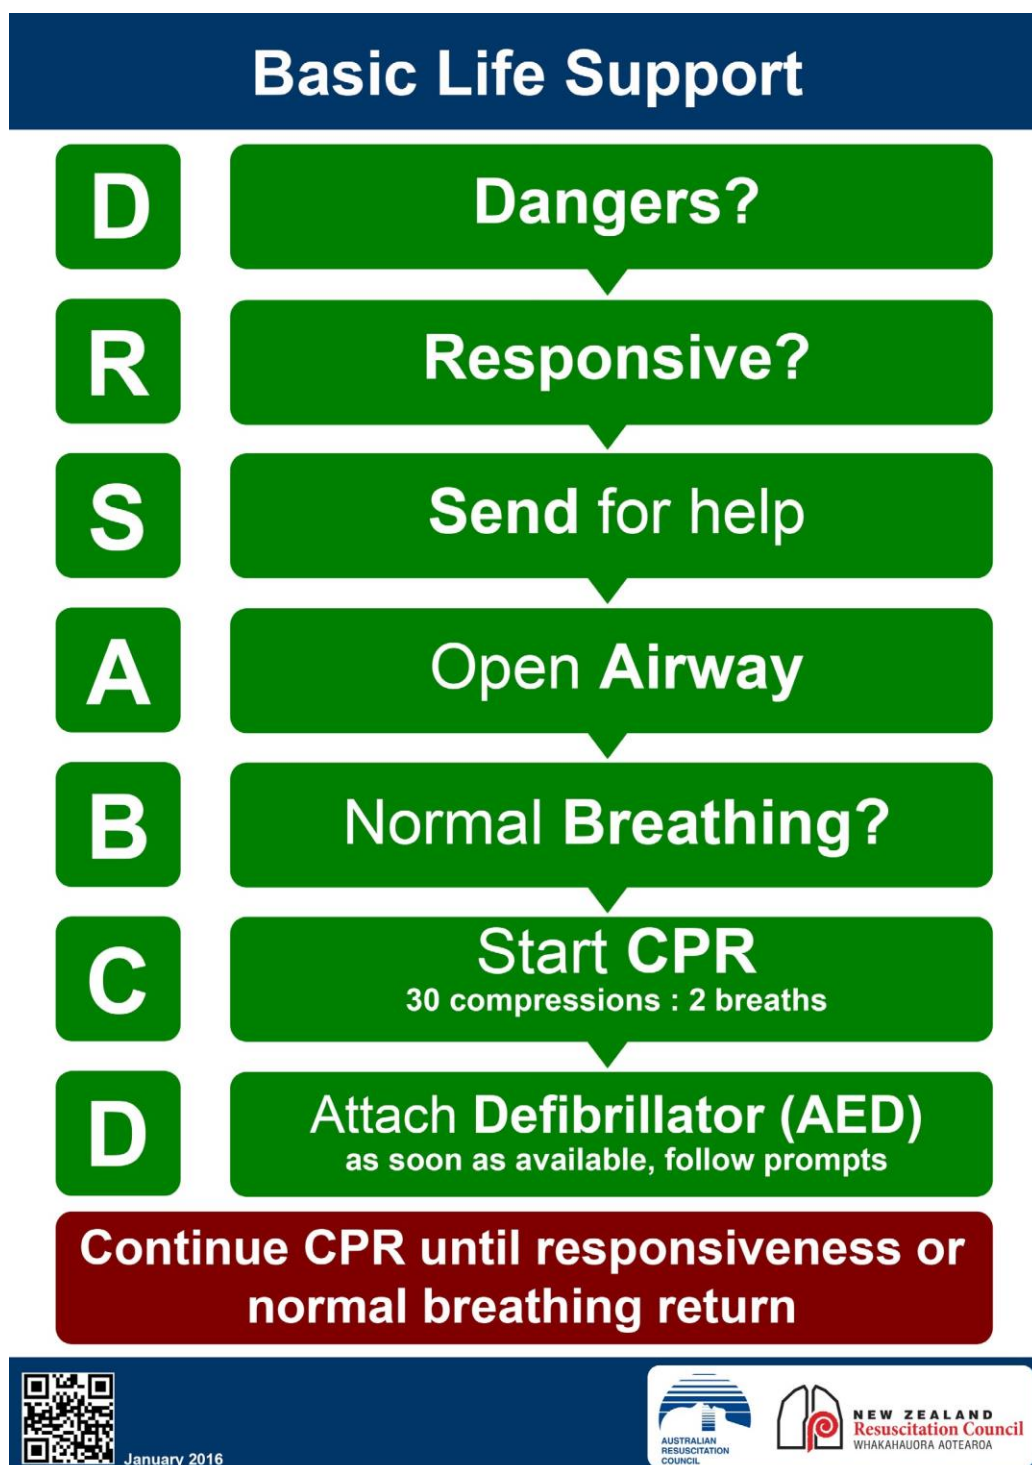 Basic Life Support
D
Dangers?
R
Responsive?
S
Send for help
A
Open Airway
B
Normal Breathing?
C
Start CPR
30 compressions : 2 breaths
D
Attach Defibrillator (AED)
as soon as available, follow prompts
Continue CPR until responsiveness or
normal breathing return
January 2016
AUSTRALIAN
RESUSCITATION
COUNCIL
NEW ZEALAND
Resuscitation Council
WHAKAHAUORA AOTEAROA